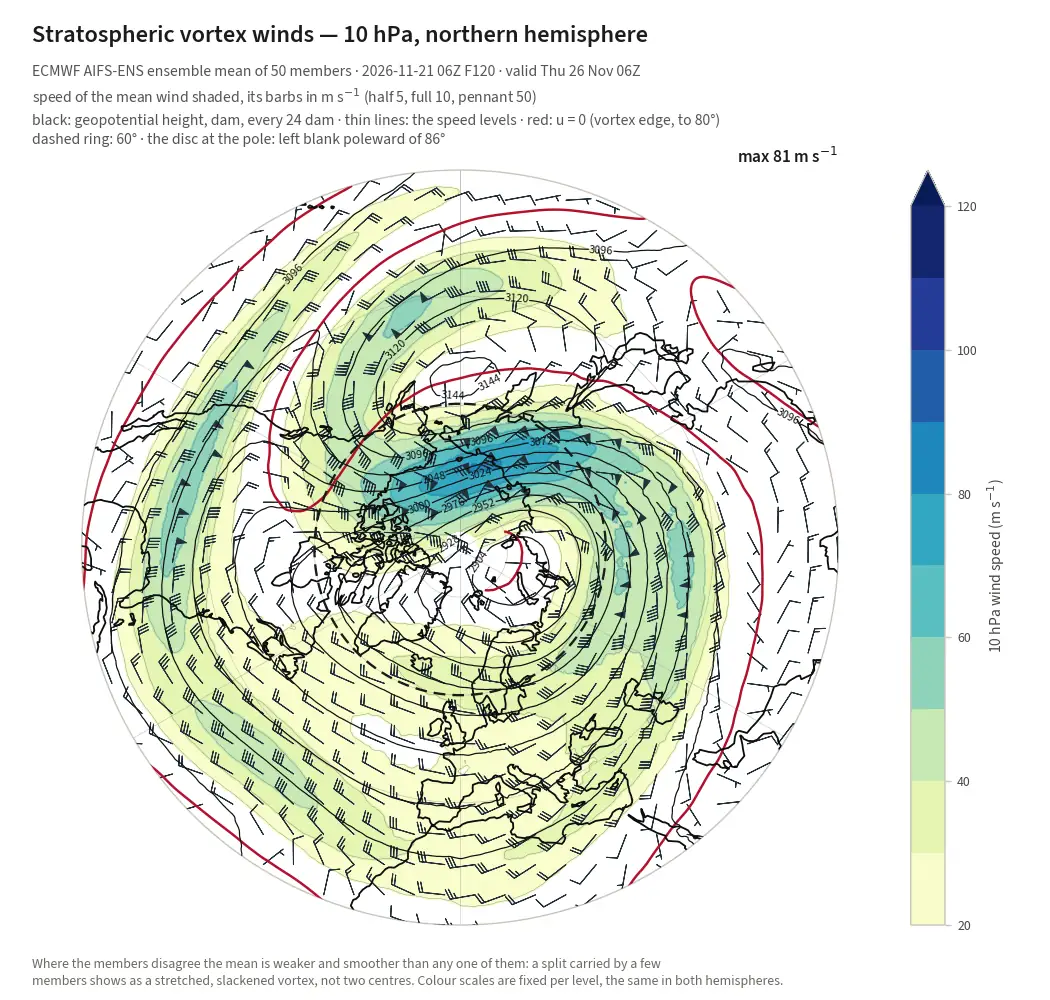 Stratospheric vortex winds — 10 hPa, northern hemisphere
ECMWF AIFS-ENS ensemble mean of 50 members · 2026-11-21 06Z F120 · valid Thu 26 Nov 06Z
speed of the mean wind shaded, its barbs in m s⁻¹ (half 5, full 10, pennant 50)
black: geopotential height, dam, every 24 dam · thin lines: the speed levels · red: u = 0 (vortex edge, to 80°)
dashed ring: 60° · the disc at the pole: left blank poleward of 86°
max 81 m s⁻¹
3096
3096
3120
3120
3144
3144
3096
3096
3072
3096
3024
2952
120
100
80
60
40
20
10 hPa wind speed (m s⁻¹)
Where the members disagree the mean is weaker and smoother than any one of them: a split carried by a few
members shows as a stretched, slackened vortex, not two centres. Colour scales are fixed per level, the same in both hemispheres.